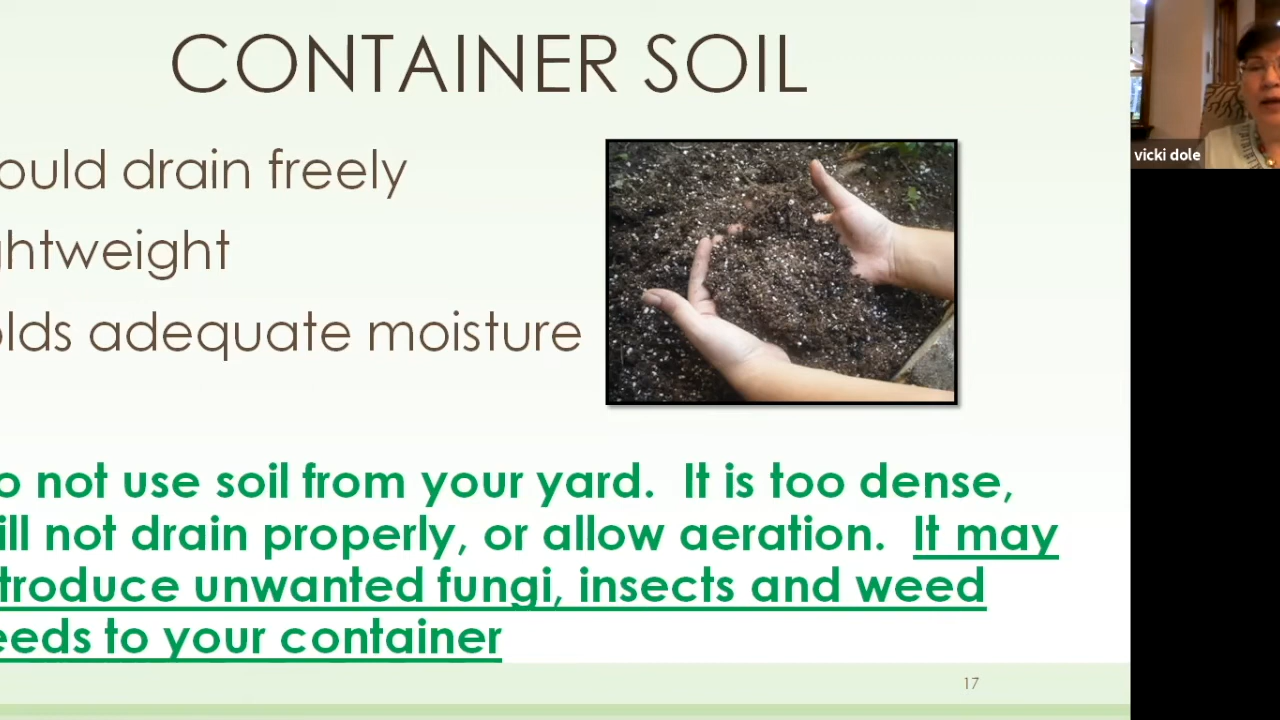 CONTAINER SOIL
ould drain freely
ghtweight
olds adequate moisture
vicki dole
o not use soil from your yard.  It is too dense,
ill not drain properly, or allow aeration.  It may
troduce unwanted fungi, insects and weed
eeds to your container
17